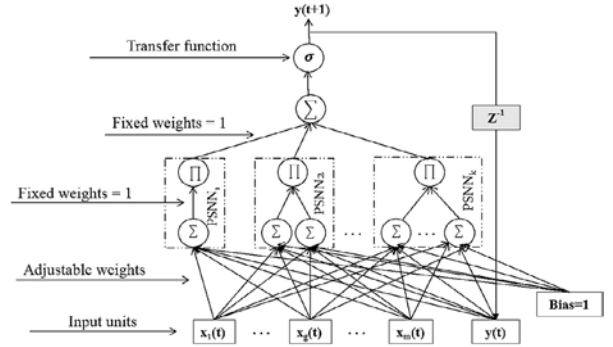 y(t+1)
Transfer function
σ
Σ
Fixed weights = 1
Z⁻¹
Π Π Π
PSNN₁ PSNN₂ PSNNₖ
Fixed weights = 1
Σ Σ Σ ... Σ ... Σ
Adjustable weights
Bias=1
Input units x₁(t) ... x_g(t) ... xₘ(t) y(t)